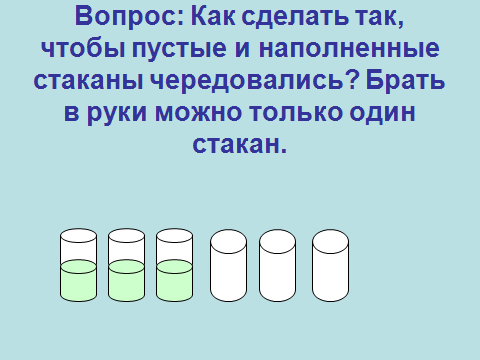 Вопрос: Как сделать так,
чтобы пустые и наполненные
стаканы чередовались? Брать
в руки можно только один
стакан.